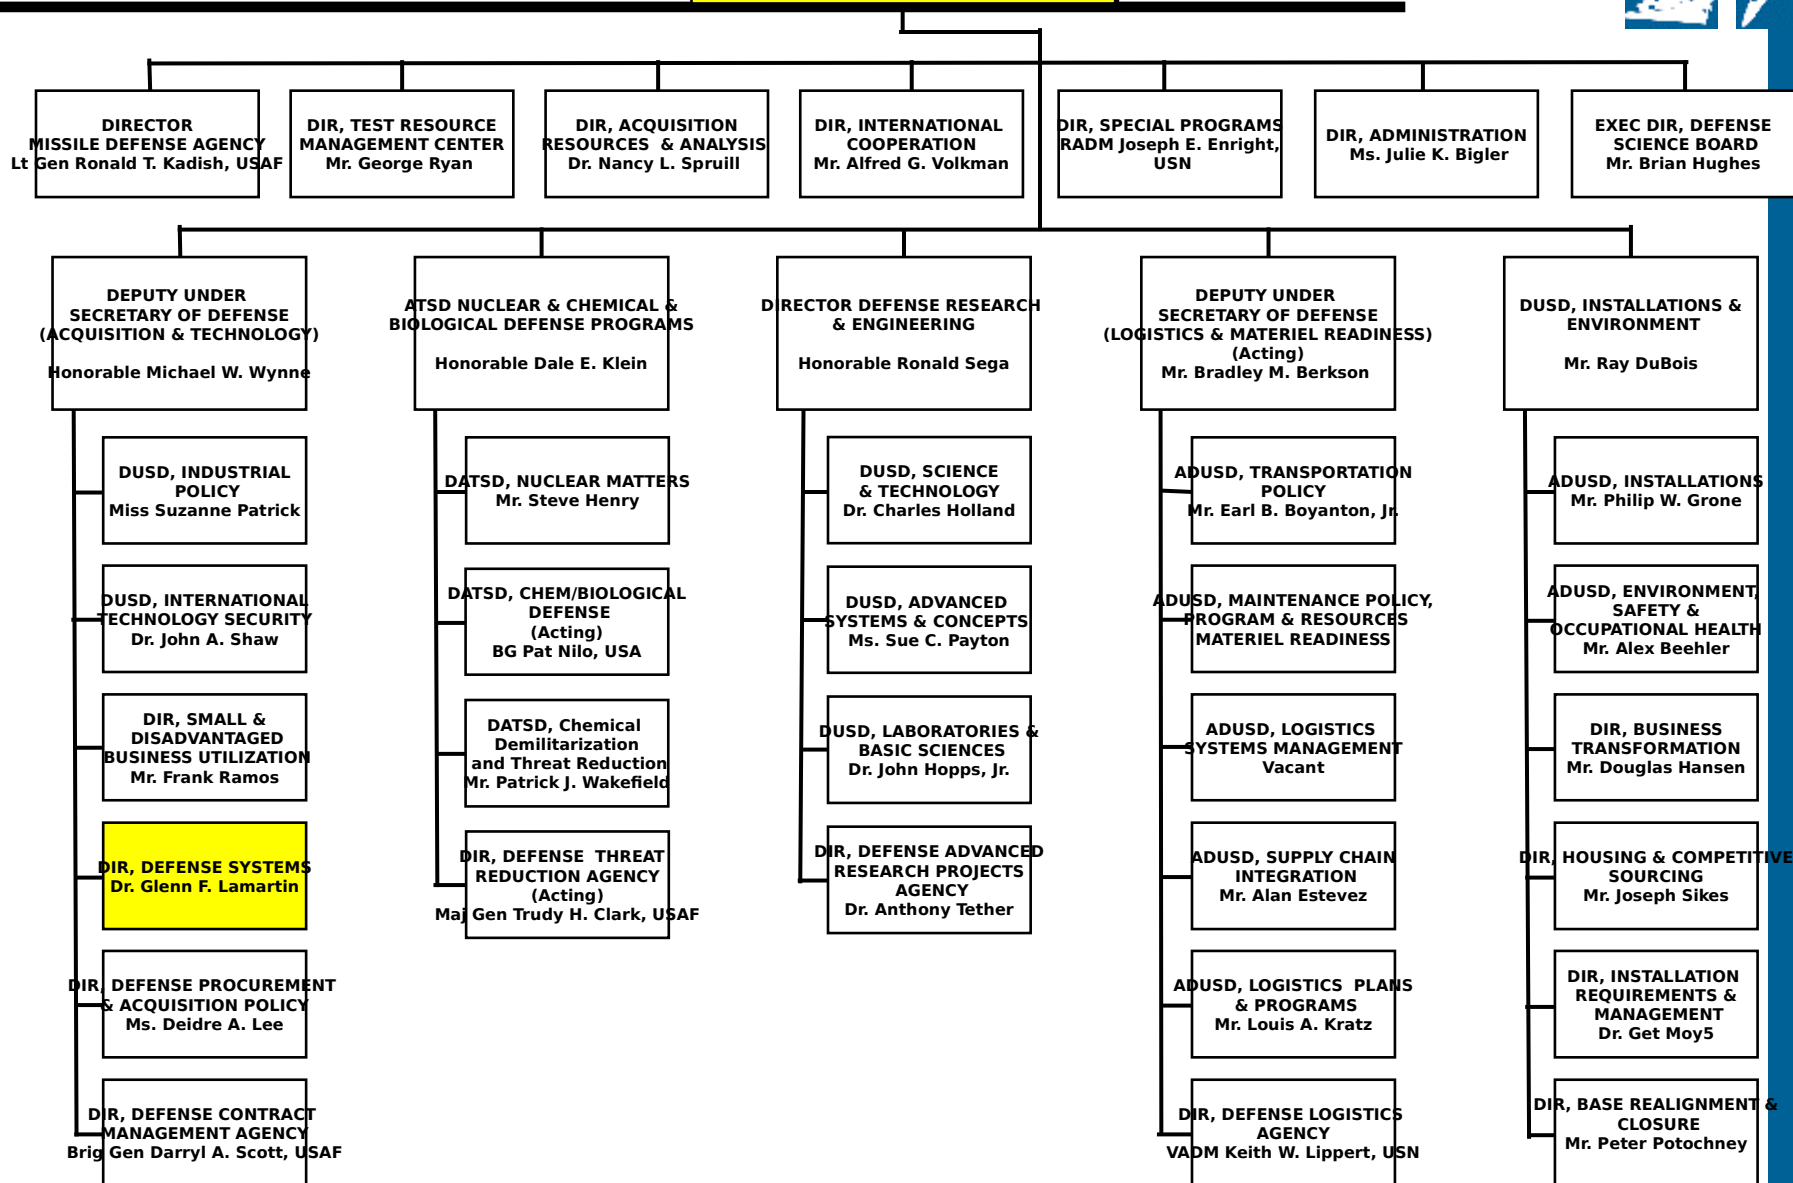 DIRECTOR
MISSILE DEFENSE AGENCY
Lt Gen Ronald T. Kadish, USAF
DIR, TEST RESOURCE
MANAGEMENT CENTER
Mr. George Ryan
DIR, ACQUISITION
RESOURCES & ANALYSIS
Dr. Nancy L. Spruill
DIR, INTERNATIONAL
COOPERATION
Mr. Alfred G. Volkman
DIR, SPECIAL PROGRAMS
RADM Joseph E. Enright,
USN
DIR, ADMINISTRATION
Ms. Julie K. Bigler
EXEC DIR, DEFENSE
SCIENCE BOARD
Mr. Brian Hughes
DEPUTY UNDER
SECRETARY OF DEFENSE
(ACQUISITION & TECHNOLOGY)
Honorable Michael W. Wynne
DUSD, INDUSTRIAL
POLICY
Miss Suzanne Patrick
DUSD, INTERNATIONAL
TECHNOLOGY SECURITY
Dr. John A. Shaw
DIR, SMALL &
DISADVANTAGED
BUSINESS UTILIZATION
Mr. Frank Ramos
DIR, DEFENSE SYSTEMS
Dr. Glenn F. Lamartin
DIR, DEFENSE PROCUREMENT
& ACQUISITION POLICY
Ms. Deidre A. Lee
DIR, DEFENSE CONTRACT
MANAGEMENT AGENCY
Brig Gen Darryl A. Scott, USAF
ATSD NUCLEAR & CHEMICAL &
BIOLOGICAL DEFENSE PROGRAMS
Honorable Dale E. Klein
DATSD, NUCLEAR MATTERS
Mr. Steve Henry
DATSD, CHEM/BIOLOGICAL
DEFENSE
(Acting)
BG Pat Nilo, USA
DATSD, Chemical
Demilitarization
and Threat Reduction
Mr. Patrick J. Wakefield
DIR, DEFENSE THREAT
REDUCTION AGENCY
(Acting)
Maj Gen Trudy H. Clark, USAF
DIRECTOR DEFENSE RESEARCH
& ENGINEERING
Honorable Ronald Sega
DUSD, SCIENCE
& TECHNOLOGY
Dr. Charles Holland
DUSD, ADVANCED
SYSTEMS & CONCEPTS
Ms. Sue C. Payton
DUSD, LABORATORIES &
BASIC SCIENCES
Dr. John Hopps, Jr.
DIR, DEFENSE ADVANCED
RESEARCH PROJECTS
AGENCY
Dr. Anthony Tether
DEPUTY UNDER
SECRETARY OF DEFENSE
(LOGISTICS & MATERIEL READINESS)
(Acting)
Mr. Bradley M. Berkson
ADUSD, TRANSPORTATION
POLICY
Mr. Earl B. Boyanton, Jr.
ADUSD, MAINTENANCE POLICY,
PROGRAM & RESOURCES
MATERIEL READINESS
ADUSD, LOGISTICS
SYSTEMS MANAGEMENT
Vacant
ADUSD, SUPPLY CHAIN
INTEGRATION
Mr. Alan Estevez
ADUSD, LOGISTICS PLANS
& PROGRAMS
Mr. Louis A. Kratz
DIR, DEFENSE LOGISTICS
AGENCY
VADM Keith W. Lippert, USN
DUSD, INSTALLATIONS &
ENVIRONMENT
Mr. Ray DuBois
ADUSD, INSTALLATIONS
Mr. Philip W. Grone
ADUSD, ENVIRONMENT,
SAFETY &
OCCUPATIONAL HEALTH
Mr. Alex Beehler
DIR, BUSINESS
TRANSFORMATION
Mr. Douglas Hansen
DIR, HOUSING & COMPETITIVE
SOURCING
Mr. Joseph Sikes
DIR, INSTALLATION
REQUIREMENTS &
MANAGEMENT
Dr. Get Moy5
DIR, BASE REALIGNMENT &
CLOSURE
Mr. Peter Potochney